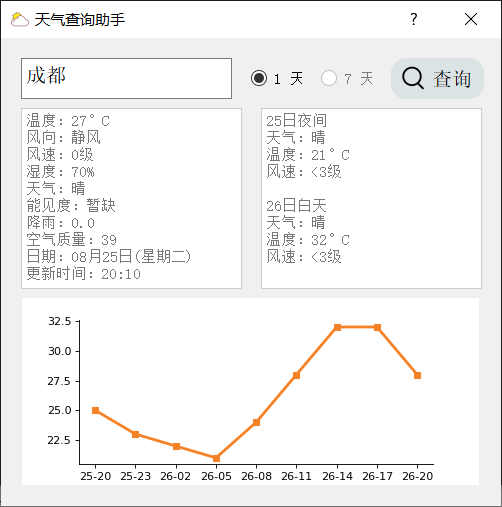 天气查询助手
?
成都
1 天
7 天
查询
温度：27°C
风向：静风
风速：0级
湿度：70%
天气：晴
能见度：暂缺
降雨：0.0
空气质量：39
日期：08月25日(星期二)
更新时间：20:10
25日夜间
天气：晴
温度：21°C
风速：<3级
26日白天
天气：晴
温度：32°C
风速：<3级
32.5
30.0
27.5
25.0
22.5
25-20 25-23 26-02 26-05 26-08 26-11 26-14 26-17 26-20